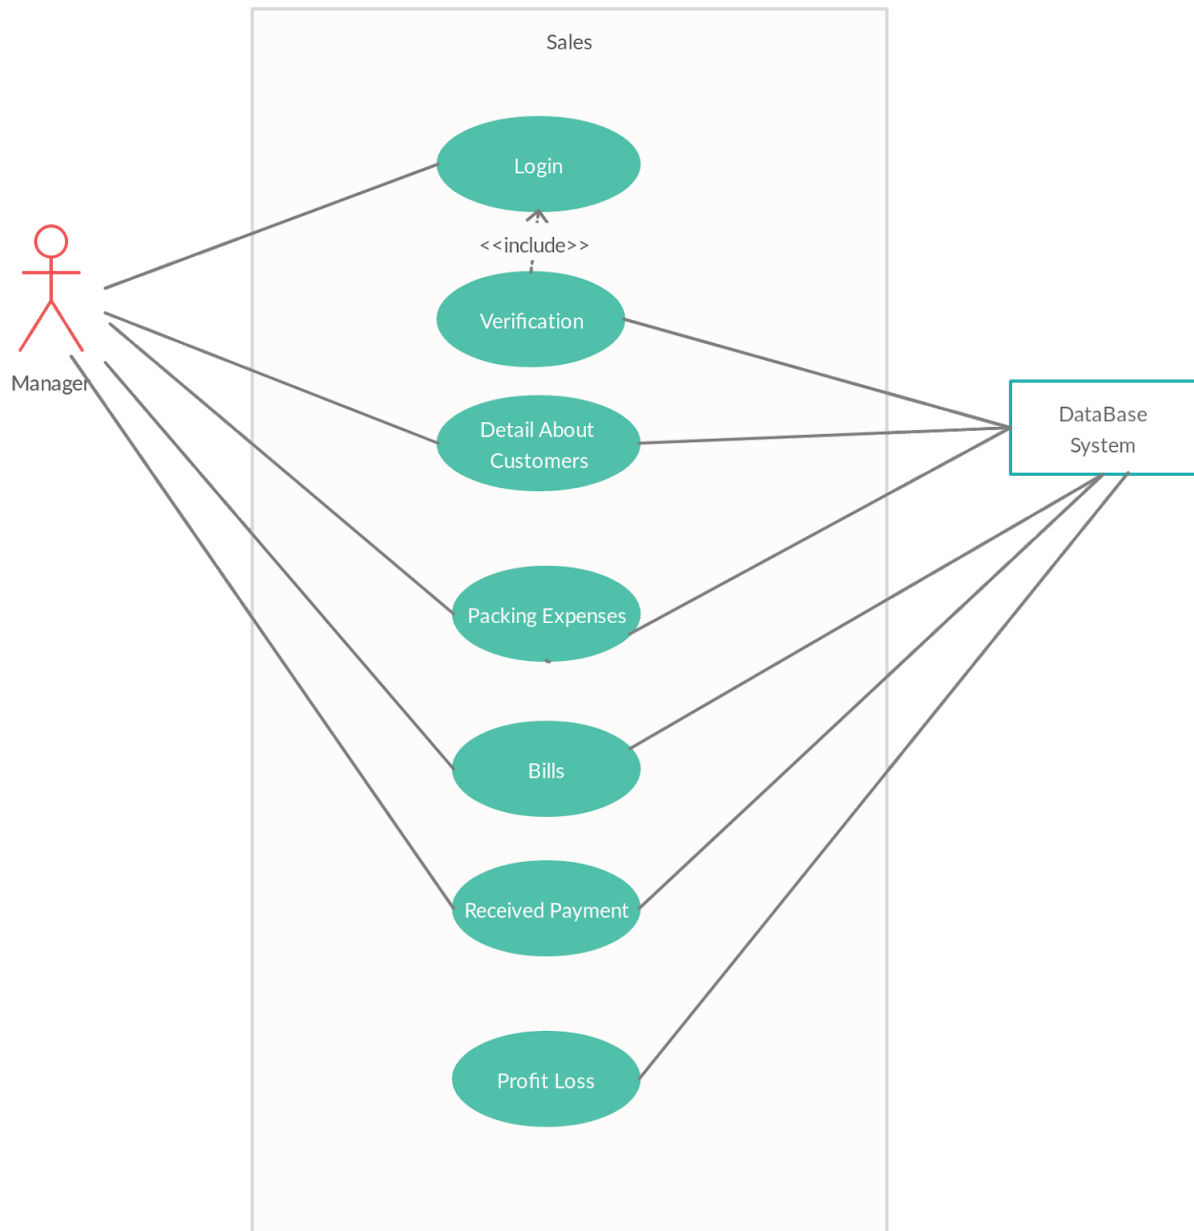 Sales
Login
<<include>>
Verification
Manager
Detail About
Customers
DataBase
System
Packing Expenses
Bills
Received Payment
Profit Loss